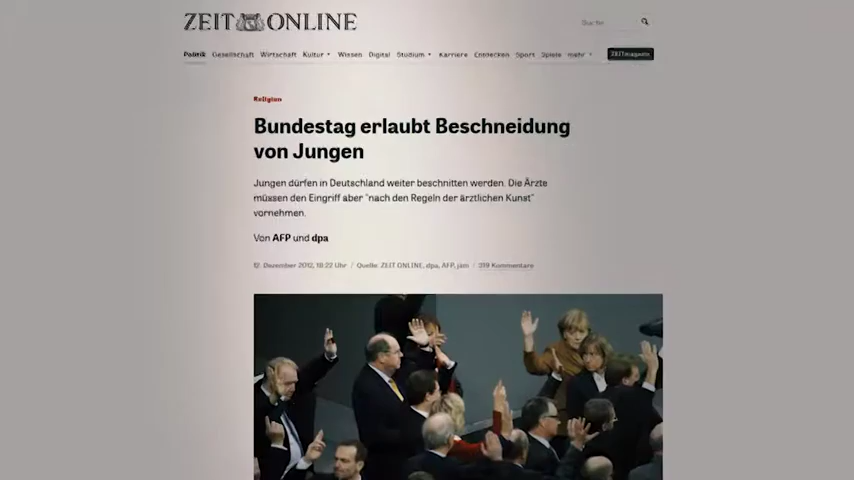 ZEIT ONLINE
Suche
Politik Gesellschaft Wirtschaft Kultur Wissen Digital Studium Karriere Entdecken Sport Spiele mehr ZEITmagazin
Religion
Bundestag erlaubt Beschneidung
von Jungen
Jungen dürfen in Deutschland weiter beschnitten werden. Die Ärzte
müssen den Eingriff aber "nach den Regeln der ärztlichen Kunst"
vornehmen.
Von AFP und dpa
12. Dezember 2012, 18:22 Uhr / Quelle: ZEIT ONLINE, dpa, AFP, jam / 219 Kommentare